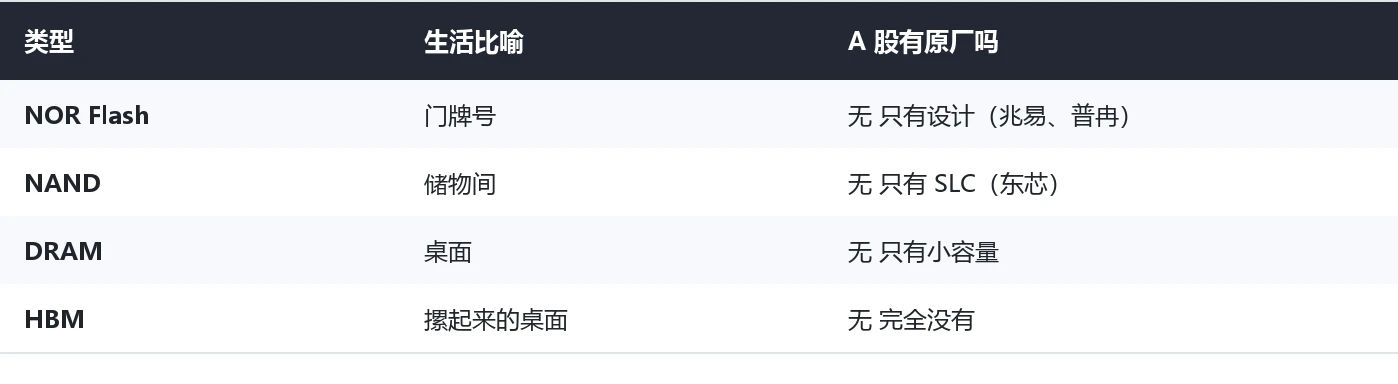 类型 生活比喻 A 股有原厂吗
NOR Flash 门牌号 无 只有设计（兆易、普冉）
NAND 储物间 无 只有 SLC（东芯）
DRAM 桌面 无 只有小容量
HBM 摞起来的桌面 无 完全没有